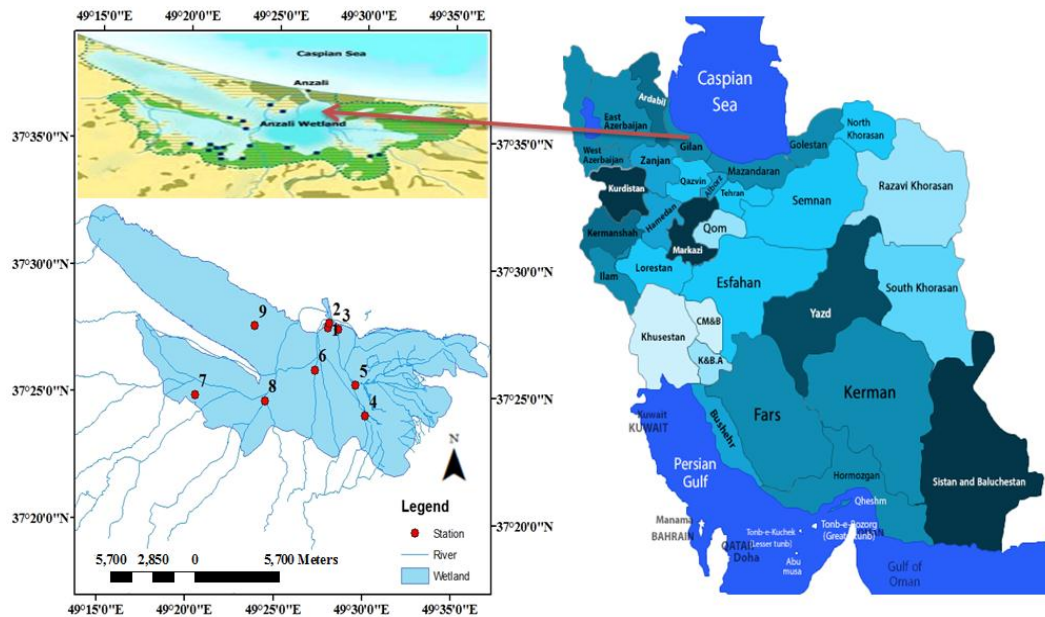 49°15'0"E 49°20'0"E 49°25'0"E 49°30'0"E 49°35'0"E
Caspian Sea
Anzali
Anzali Wetland
37°35'0"N
37°30'0"N
37°25'0"N
37°20'0"N
37°35'0"N
37°30'0"N
37°25'0"N
37°20'0"N
9
2
3
1
6
5
7
8
4
N
Legend
Station
River
Wetland
5,700 2,850 0 5,700 Meters
49°15'0"E 49°20'0"E 49°25'0"E 49°30'0"E 49°35'0"E
Caspian
Sea
Ardabil
East
Azerbaijan
West
Azerbaijan
Gilan
Zanjan
Golestan
North
Khorasan
Mazandaran
Qazvin
Alborz
Tehran
Kurdistan
Semnan
Razavi Khorasan
Hamedan
Qom
Kermanshah
Markazi
Ilam
Lorestan
Esfahan
South Khorasan
Yazd
Khusestan
CM&B
K&B.A
Kerman
Fars
Bushehr
Kuwait
KUWAIT
Persian
Gulf
Hormozgan
Sistan and Baluchestan
Qheshm
Manama
BAHRAIN
QATAR
Doha
Tonb-e-Kuchek
(Lesser tunb)
Tonb-e-Bozorg
(Greater tunb)
Abu
musa
Gulf of
Oman